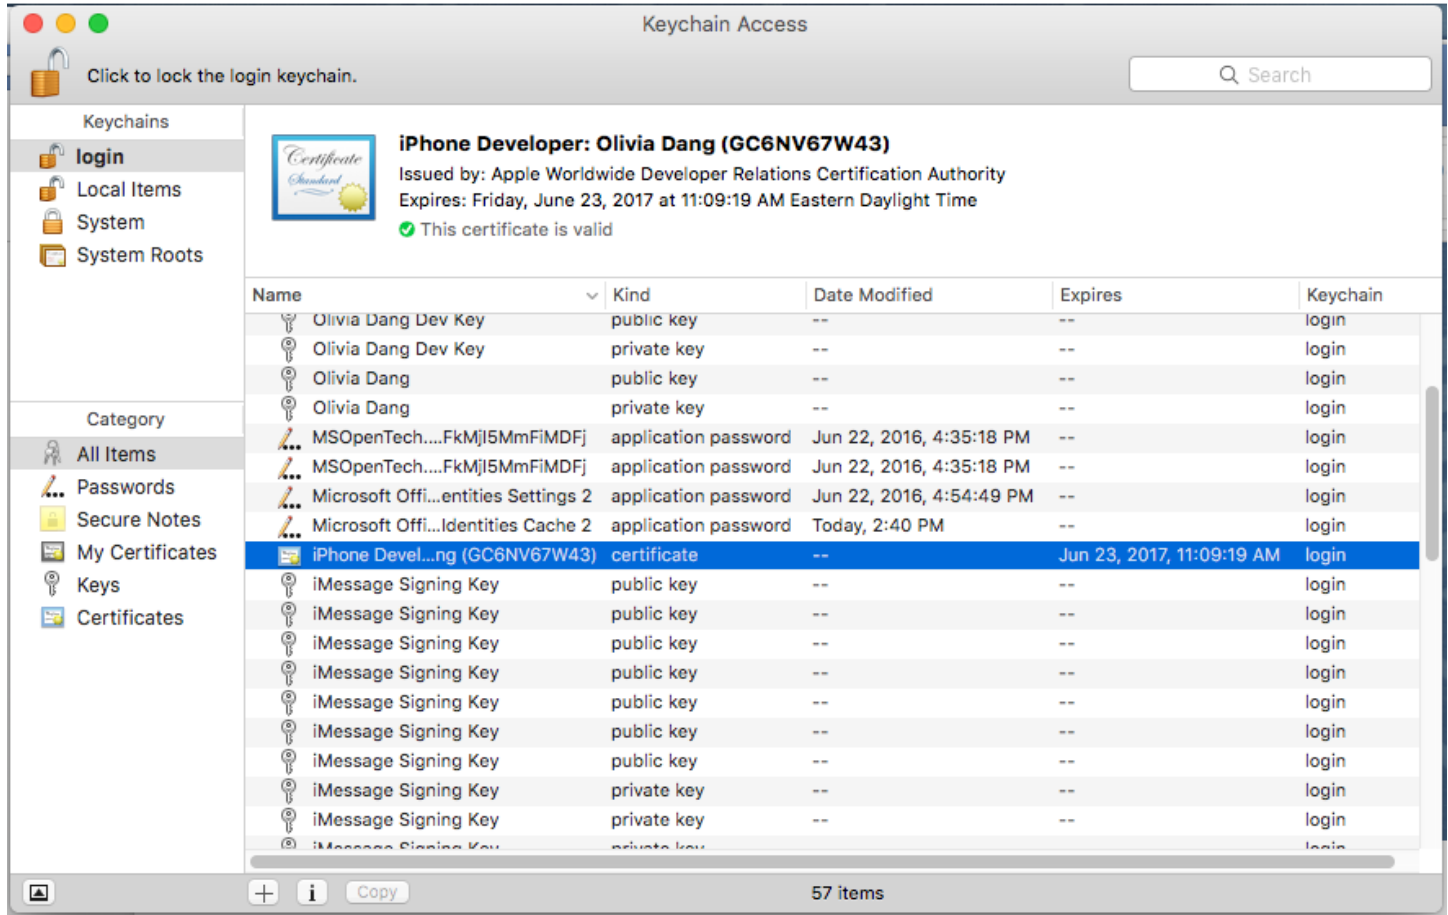 Keychain Access
Click to lock the login keychain.
Search
Keychains
login
Local Items
System
System Roots
Category
All Items
Passwords
Secure Notes
My Certificates
Keys
Certificates
Certificate
Standard
iPhone Developer: Olivia Dang (GC6NV67W43)
Issued by: Apple Worldwide Developer Relations Certification Authority
Expires: Friday, June 23, 2017 at 11:09:19 AM Eastern Daylight Time
This certificate is valid
Name Kind Date Modified Expires Keychain
Olivia Dang Dev Key public key -- -- login
Olivia Dang Dev Key private key -- -- login
Olivia Dang public key -- -- login
Olivia Dang private key -- -- login
MSOpenTech....FkMjI5MmFiMDFj application password Jun 22, 2016, 4:35:18 PM -- login
MSOpenTech....FkMjI5MmFiMDFj application password Jun 22, 2016, 4:35:18 PM -- login
Microsoft Offi...entities Settings 2 application password Jun 22, 2016, 4:54:49 PM -- login
Microsoft Offi...Identities Cache 2 application password Today, 2:40 PM -- login
iPhone Devel...ng (GC6NV67W43) certificate -- Jun 23, 2017, 11:09:19 AM login
iMessage Signing Key public key -- -- login
iMessage Signing Key public key -- -- login
iMessage Signing Key public key -- -- login
iMessage Signing Key public key -- -- login
iMessage Signing Key public key -- -- login
iMessage Signing Key public key -- -- login
iMessage Signing Key public key -- -- login
iMessage Signing Key private key -- -- login
iMessage Signing Key private key -- -- login
iMessage Signing Key private key login
Copy
57 items